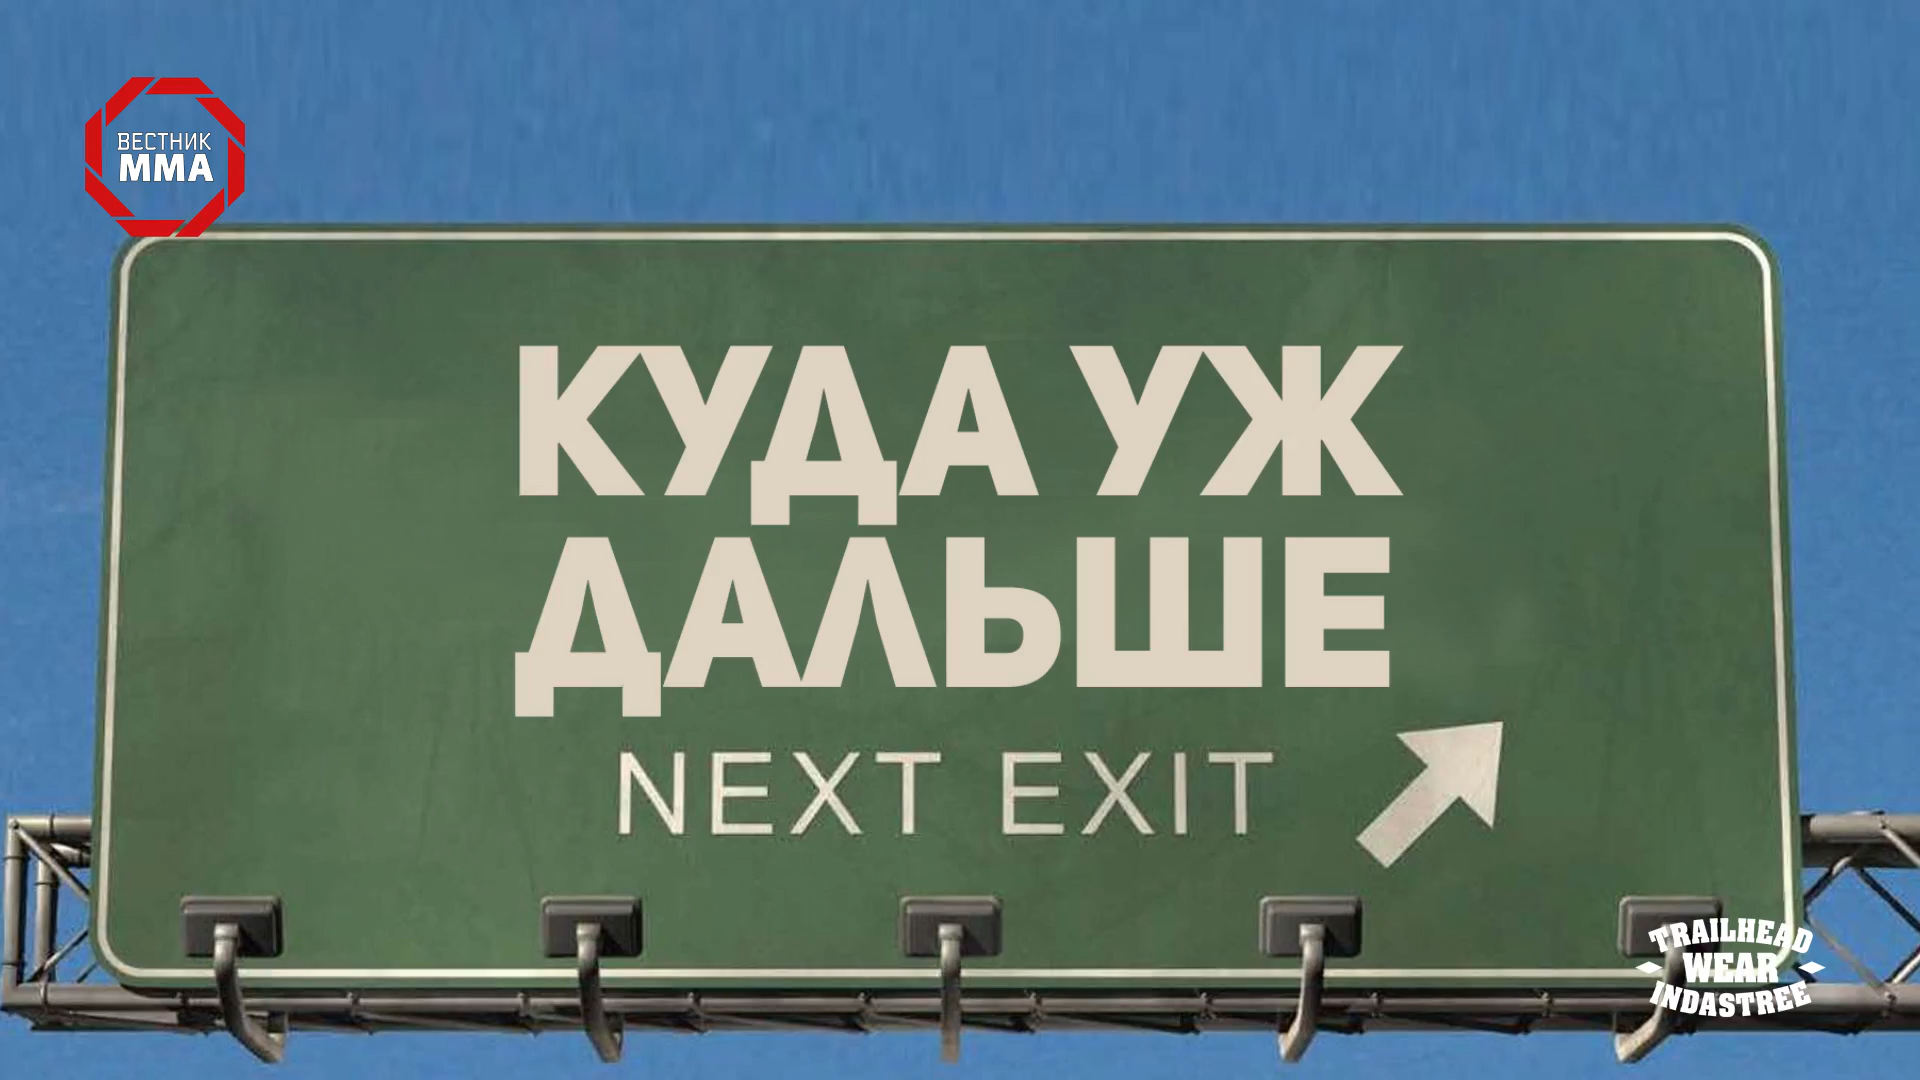 ВЕСТНИК
ММА
КУДА УЖ
ДАЛЬШЕ
NEXT EXIT
TRAILHEAD
WEAR
INDASTREE